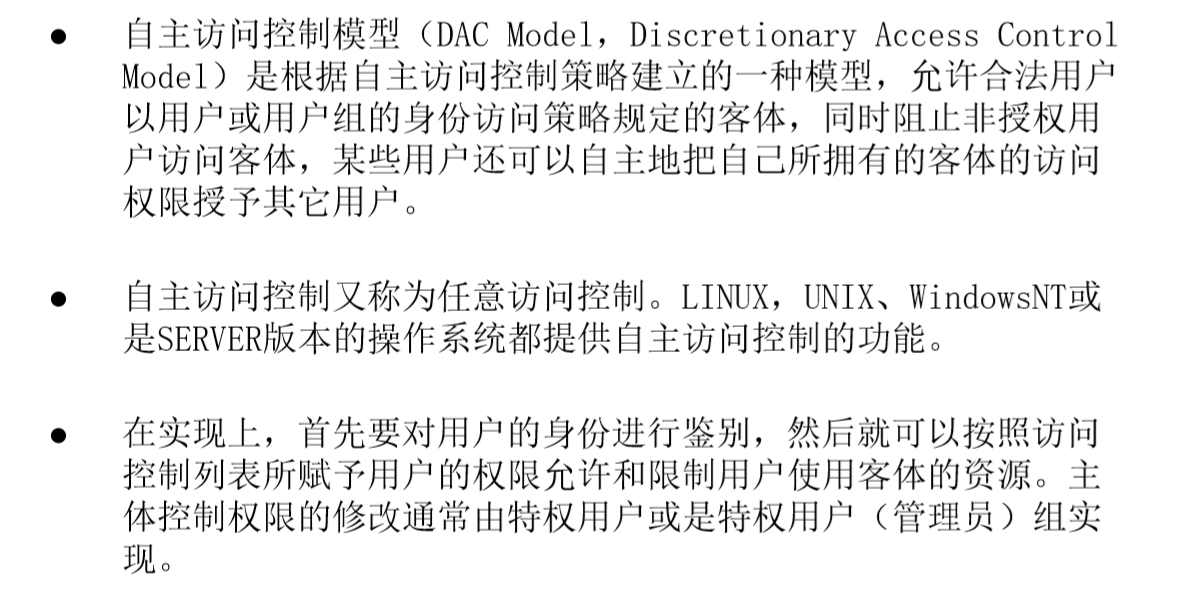 ● 自主访问控制模型（DAC Model，Discretionary Access Control
Model）是根据自主访问控制策略建立的一种模型，允许合法用户
以用户或用户组的身份访问策略规定的客体，同时阻止非授权用
户访问客体，某些用户还可以自主地把自己所拥有的客体的访问
权限授予其它用户。
● 自主访问控制又称为任意访问控制。LINUX，UNIX、WindowsNT或
是SERVER版本的操作系统都提供自主访问控制的功能。
● 在实现上，首先要对用户的身份进行鉴别，然后就可以按照访问
控制列表所赋予用户的权限允许和限制用户使用客体的资源。主
体控制权限的修改通常由特权用户或是特权用户（管理员）组实
现。